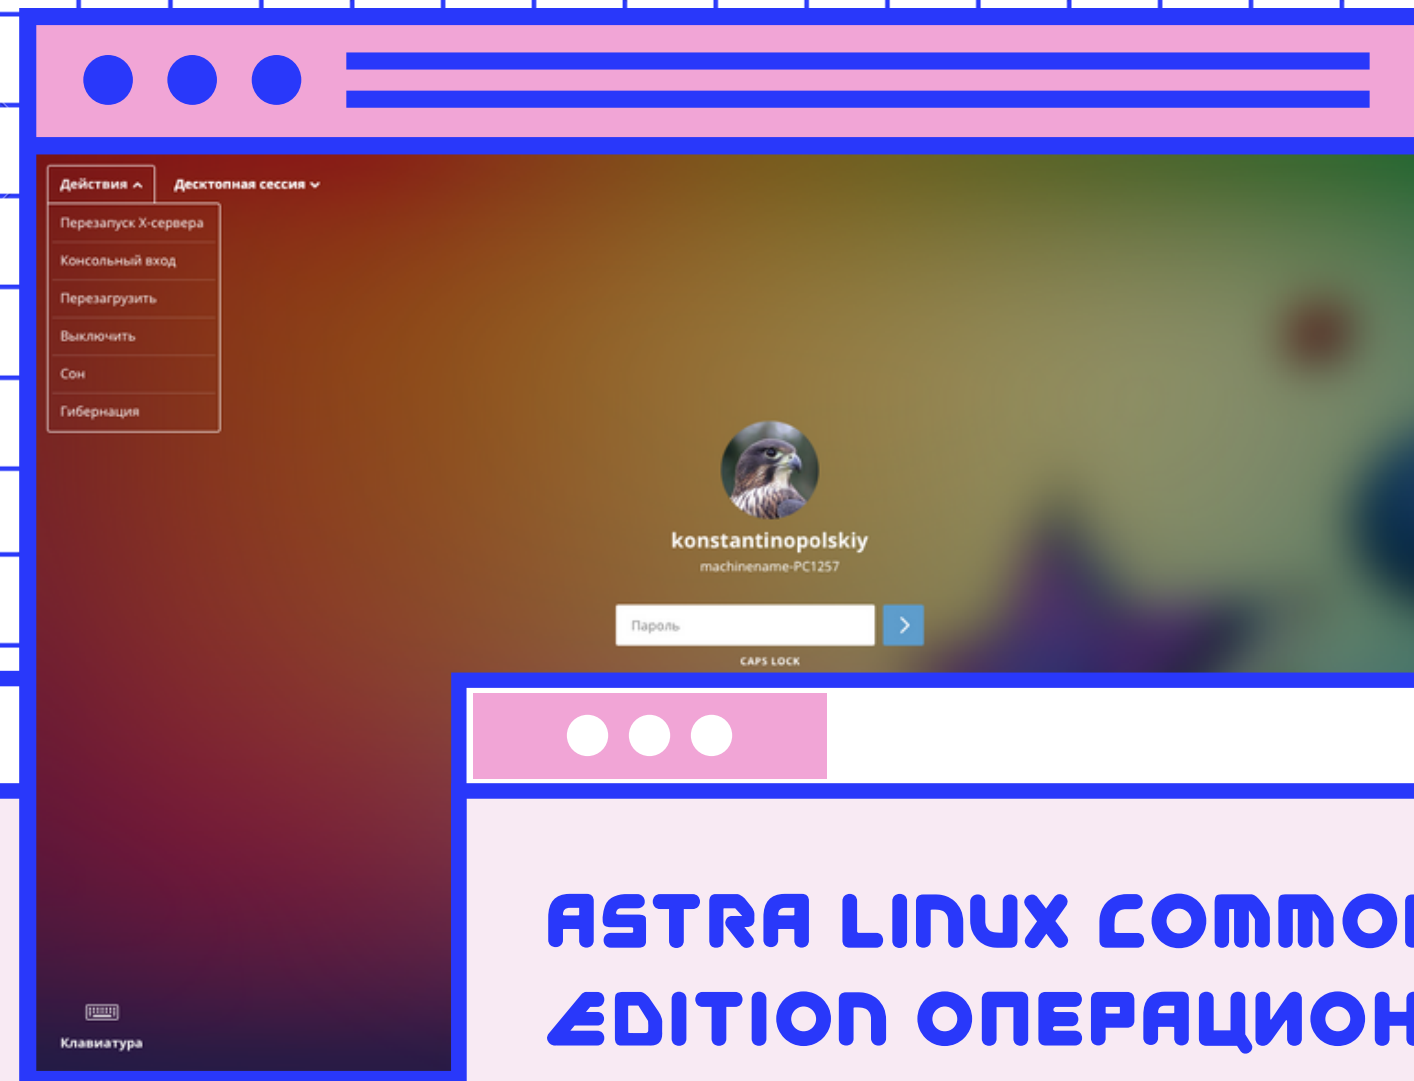 Действия Десктопная сессия
Перезапуск X-сервера
Консольный вход
Перезагрузить
Выключить
Сон
Гибернация
konstantinopolskiy
machinename-PC1257
Пароль
CAPS LOCK
ASTRA LINUX COMMO
EDITION ОПЕРАЦИОН
Клавиатура